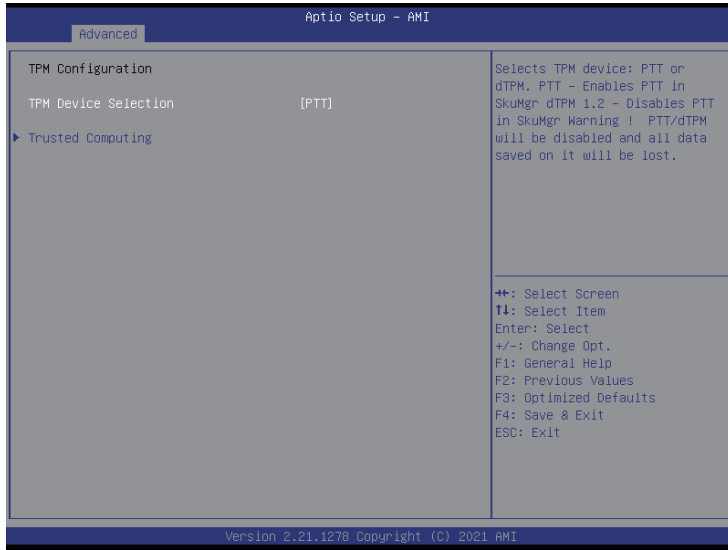 Aptio Setup – AMI
Advanced
TPM Configuration
TPM Device Selection [PTT]
Trusted Computing
Selects TPM device: PTT or
dTPM. PTT – Enables PTT in
SkuMgr dTPM 1.2 – Disables PTT
in SkuMgr Warning ! PTT/dTPM
will be disabled and all data
saved on it will be lost.
→←: Select Screen
↑↓: Select Item
Enter: Select
+/–: Change Opt.
F1: General Help
F2: Previous Values
F3: Optimized Defaults
F4: Save & Exit
ESC: Exit
Version 2.21.1278 Copyright (C) 2021 AMI